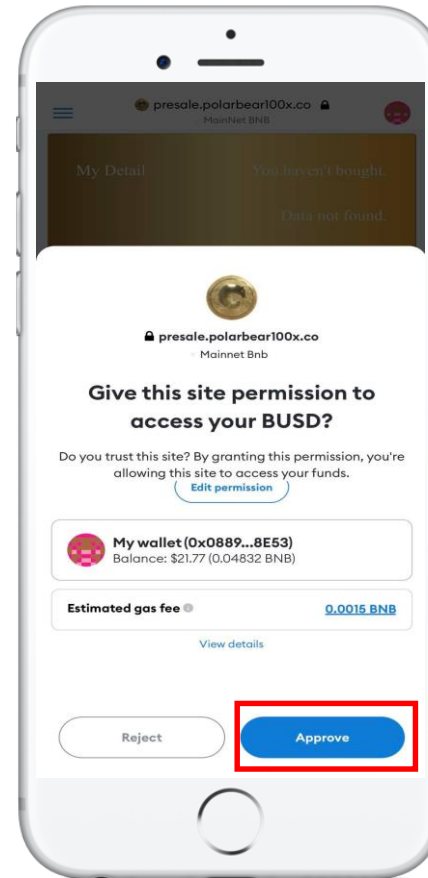 presale.polarbear100x.co
MainNet BNB
My Detail
You haven't bought.
Data not found.
presale.polarbear100x.co
Mainnet Bnb
Give this site permission to
access your BUSD?
Do you trust this site? By granting this permission, you're
allowing this site to access your funds.
Edit permission
My wallet (0x0889...8E53)
Balance: $21.77 (0.04832 BNB)
Estimated gas fee
0.0015 BNB
View details
Reject
Approve